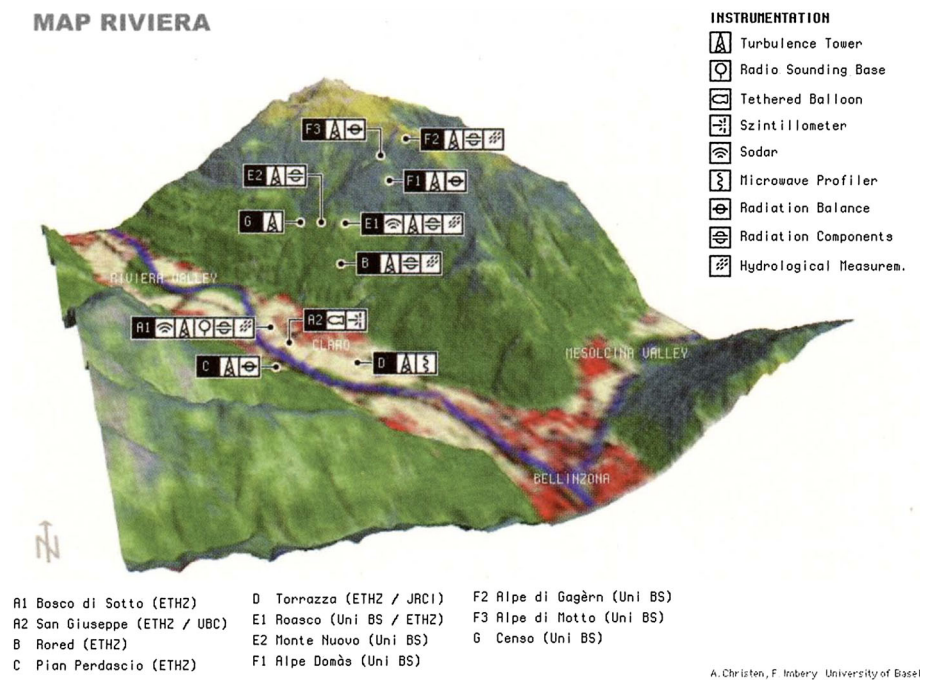 MAP RIVIERA
INSTRUMENTATION
Turbulence Tower
Radio Sounding Base
Tethered Balloon
Szintillometer
Sodar
Microwave Profiler
Radiation Balance
Radiation Components
Hydrological Measurem.
F3
F2
E2
F1
G
E1
B
RIVIERA VALLEY
A1
A2
CLARO
MESOLCINA VALLEY
C
D
BELLINZONA
N
A1 Bosco di Sotto (ETHZ)
A2 San Giuseppe (ETHZ / UBC)
B Rored (ETHZ)
C Pian Perdascio (ETHZ)
D Torrazza (ETHZ / JRCI)
E1 Roasco (Uni BS / ETHZ)
E2 Monte Nuovo (Uni BS)
F1 Alpe Domàs (Uni BS)
F2 Alpe di Gagèrn (Uni BS)
F3 Alpe di Motto (Uni BS)
G Censo (Uni BS)
A.Christen, F. Imbery University of Basel